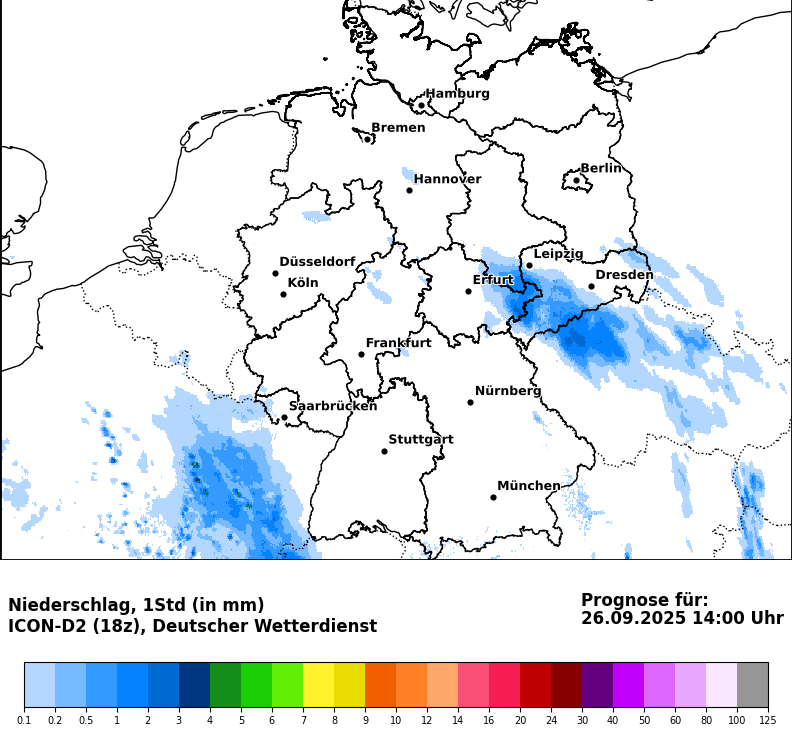 Hamburg
Bremen
Berlin
Hannover
Leipzig
Düsseldorf
Dresden
Köln
Erfurt
Frankfurt
Nürnberg
Saarbrücken
Stuttgart
München
Niederschlag, 1Std (in mm)
ICON-D2 (18z), Deutscher Wetterdienst
Prognose für:
26.09.2025 14:00 Uhr
0.1 0.2 0.5 1 2 3 4 5 6 7 8 9 10 12 14 16 20 24 30 40 50 60 80 100 125